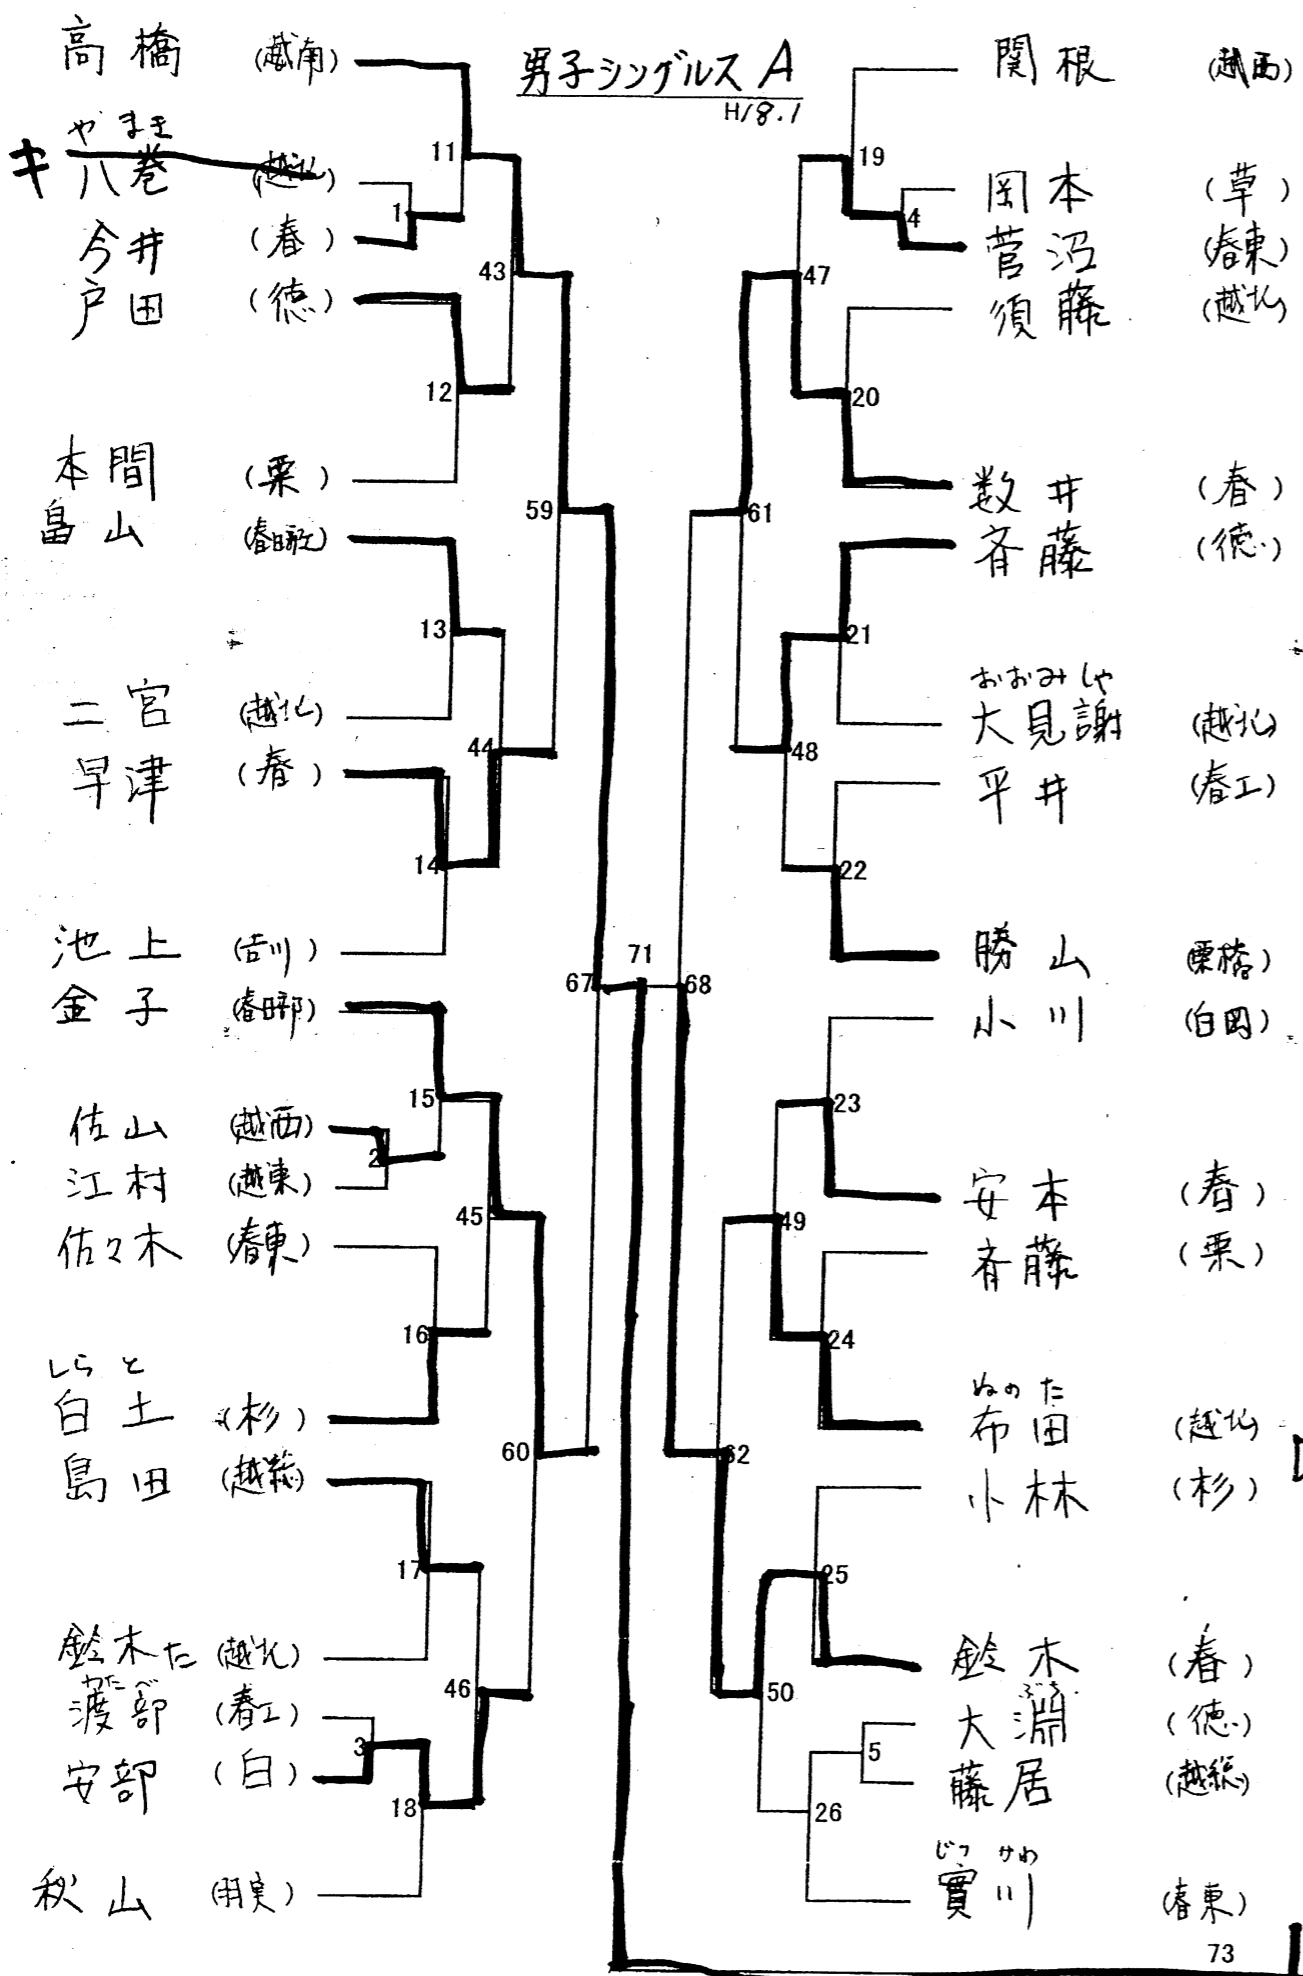 男子シングルス A
H18.1
高橋 (越南)
やまき
キ 八巻 (越北)
今井 (春)
戸田 (徳)
本間 (栗)
畠山
二宮 (越北)
早津 (春)
池上 (吉川)
金子 (春日部)
佐山 (越西)
江村 (越東)
佐々木 (春東)
しらと
白土 (杉)
島田 (越総)
鈴木た (越北)
わたべ
渡部 (春工)
安部 (白)
秋山
11
1
43
12
59
13
44
14
67
15
2
45
16
60
17
46
3
18
71
関根 (越西)
岡本 (草)
菅沼 (春東)
須藤 (越北)
数井 (春)
斉藤 (徳)
おおみしゃ
大見謝 (越北)
平井 (春工)
勝山 (栗橋)
小川 (白岡)
安本 (春)
斉藤 (栗)
ぬのた
布田 (越北)
小林 (杉)
鈴木 (春)
ぶち
大淵 (徳)
藤居 (越総)
じつかわ
實川 (春東)
19
4
47
20
61
21
48
22
68
23
49
24
62
25
50
5
26
73